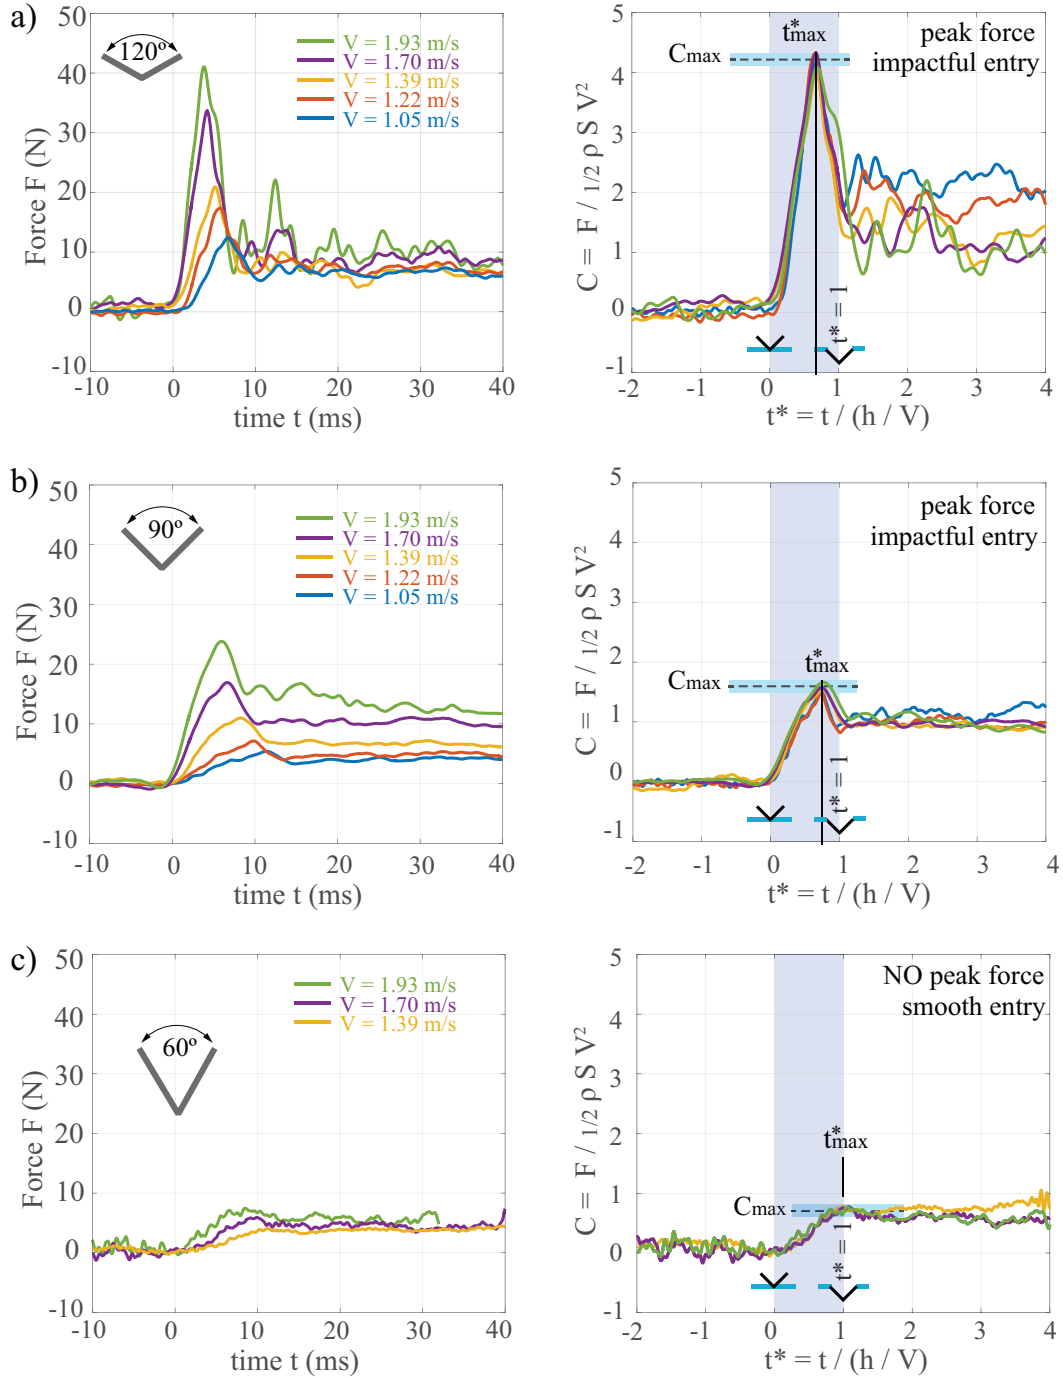 a)
120º
V = 1.93 m/s
V = 1.70 m/s
V = 1.39 m/s
V = 1.22 m/s
V = 1.05 m/s
50
40
30
20
10
0
-10
Force F (N)
-10
0
10
20
30
40
time t (ms)
peak force
impactful entry
t*max
Cmax
t* = 1
5
4
3
2
1
0
-1
C = F / 1/2 ρ S V²
-2
-1
0
1
2
3
4
t* = t / (h / V)
b)
90º
V = 1.93 m/s
V = 1.70 m/s
V = 1.39 m/s
V = 1.22 m/s
V = 1.05 m/s
50
40
30
20
10
0
-10
Force F (N)
-10
0
10
20
30
40
time t (ms)
peak force
impactful entry
t*max
Cmax
t* = 1
5
4
3
2
1
0
-1
C = F / 1/2 ρ S V²
-2
-1
0
1
2
3
4
t* = t / (h / V)
c)
60º
V = 1.93 m/s
V = 1.70 m/s
V = 1.39 m/s
50
40
30
20
10
0
-10
Force F (N)
-10
0
10
20
30
40
time t (ms)
NO peak force
smooth entry
t*max
Cmax
t* = 1
5
4
3
2
1
0
-1
C = F / 1/2 ρ S V²
-2
-1
0
1
2
3
4
t* = t / (h / V)